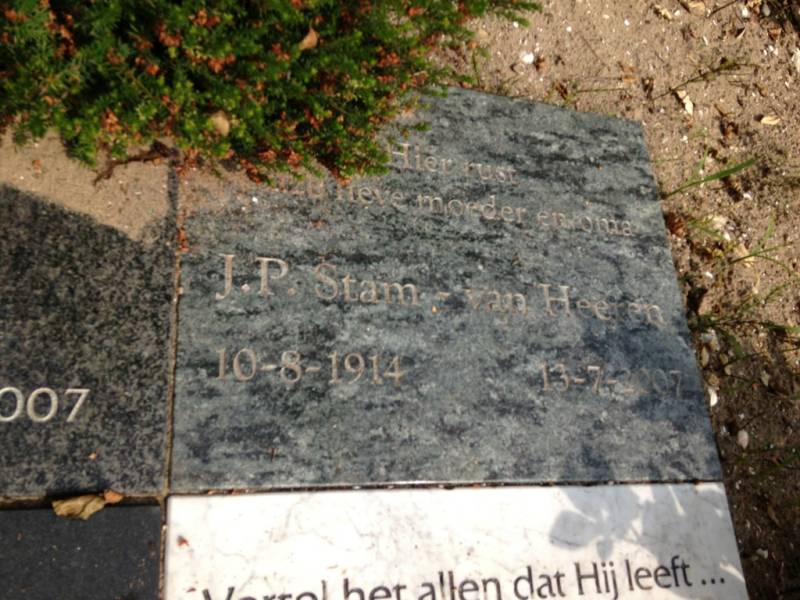 Hier rust
lieve moeder en oma
J.P. Stam - van Heeren
10-8-1914 13-7-2007
007
Vertel het allen dat Hij leeft ...